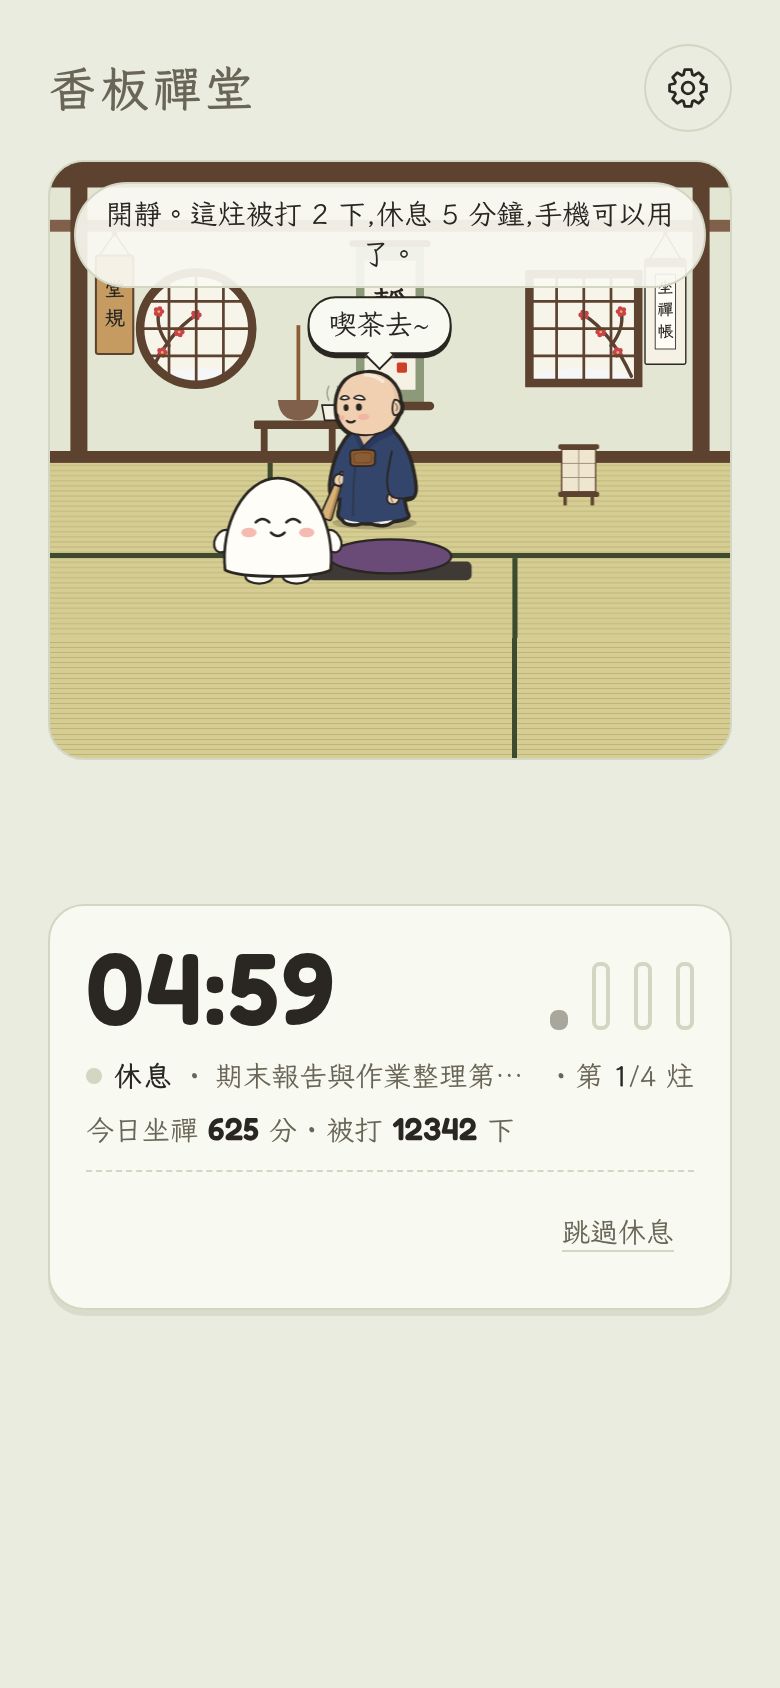 香板禪堂
開靜。這炷被打 2 下,休息 5 分鐘,手機可以用
了。
堂規
坐禪帳
喫茶去~
04:59
休息 · 期末報告與作業整理第… · 第 1/4 炷
今日坐禪 625 分 · 被打 12342 下
跳過休息